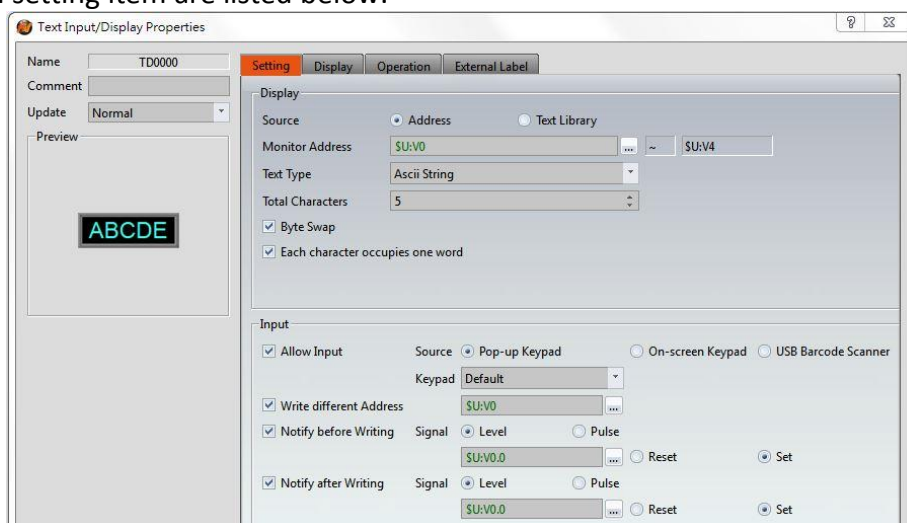 setting item are listed below.
Text Input/Display Properties
Name TD0000
Comment
Update Normal
Preview
ABCDE
Setting Display Operation External Label
Display
Source Address Text Library
Monitor Address $U:V0 ... ~ $U:V4
Text Type Ascii String
Total Characters 5
Byte Swap
Each character occupies one word
Input
Allow Input Source Pop-up Keypad On-screen Keypad USB Barcode Scanner
Keypad Default
Write different Address $U:V0 ...
Notify before Writing Signal Level Pulse
$U:V0.0 ... Reset Set
Notify after Writing Signal Level Pulse
$U:V0.0 ... Reset Set